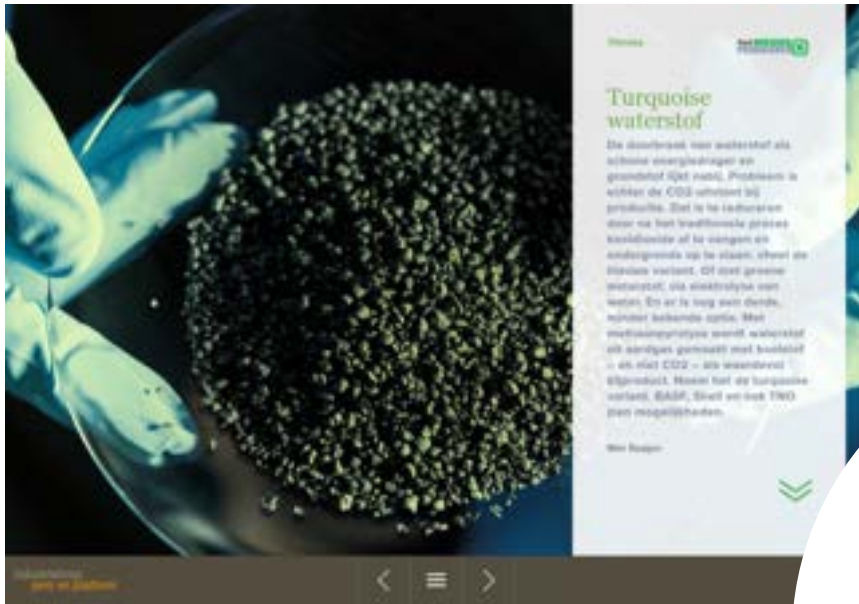 Turquoise
waterstof
De doorbraak van waterstof als
schone energiedrager en
grondstof lijkt nabij. Probleem is
echter de CO2-uitstoot bij
productie. Dat is te reduceren
door na het traditionele proces
kooldioxide af te vangen en
ondergronds op te slaan: ofwel de
blauwe variant. Of met groene
waterstof, via elektrolyse van
water. En er is nog een derde,
minder bekende optie. Met
methaanpyrolyse wordt waterstof
uit aardgas gemaakt met koolstof
– en niet CO2 – als waardevol
bijproduct. Noem het de turquoise
variant. BASF, Shell en ook TNO
zien mogelijkheden.
Wim Raaijen